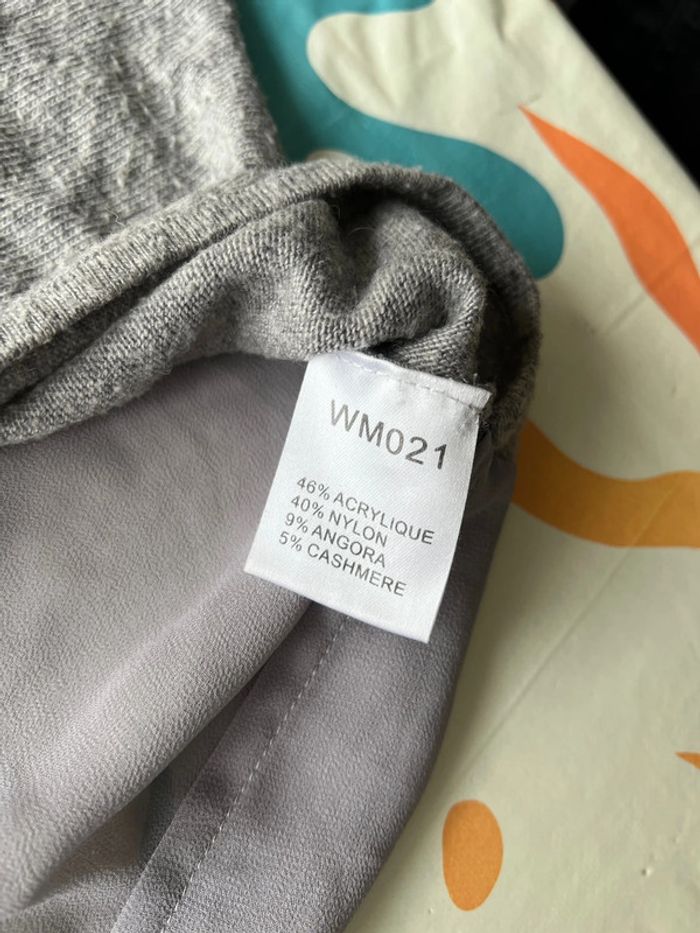 WM021
46% ACRYLIQUE
40% NYLON
9% ANGORA
5% CASHMERE